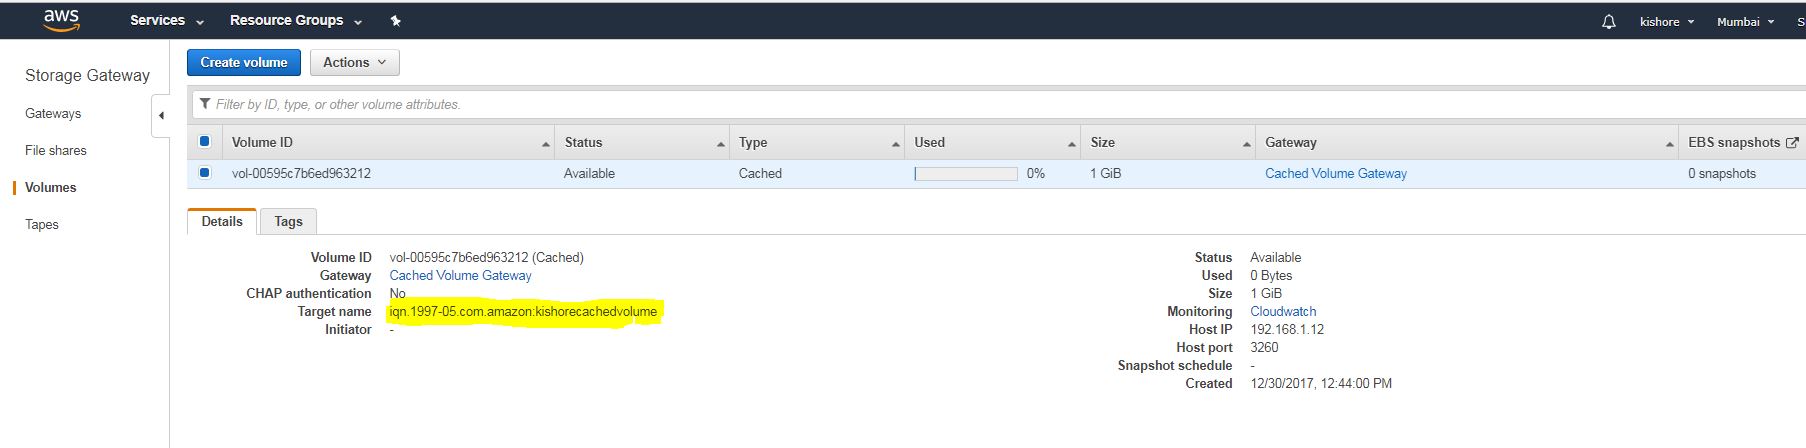 aws Services Resource Groups kishore Mumbai S
Storage Gateway
Gateways
File shares
Volumes
Tapes
Create volume Actions
Filter by ID, type, or other volume attributes.
Volume ID Status Type Used Size Gateway EBS snapshots
vol-00595c7b6ed963212 Available Cached 0% 1 GiB Cached Volume Gateway 0 snapshots
Details Tags
Volume ID vol-00595c7b6ed963212 (Cached)
Gateway Cached Volume Gateway
CHAP authentication No
Target name iqn.1997-05.com.amazon:kishorecachedvolume
Initiator -
Status Available
Used 0 Bytes
Size 1 GiB
Monitoring Cloudwatch
Host IP 192.168.1.12
Host port 3260
Snapshot schedule -
Created 12/30/2017, 12:44:00 PM